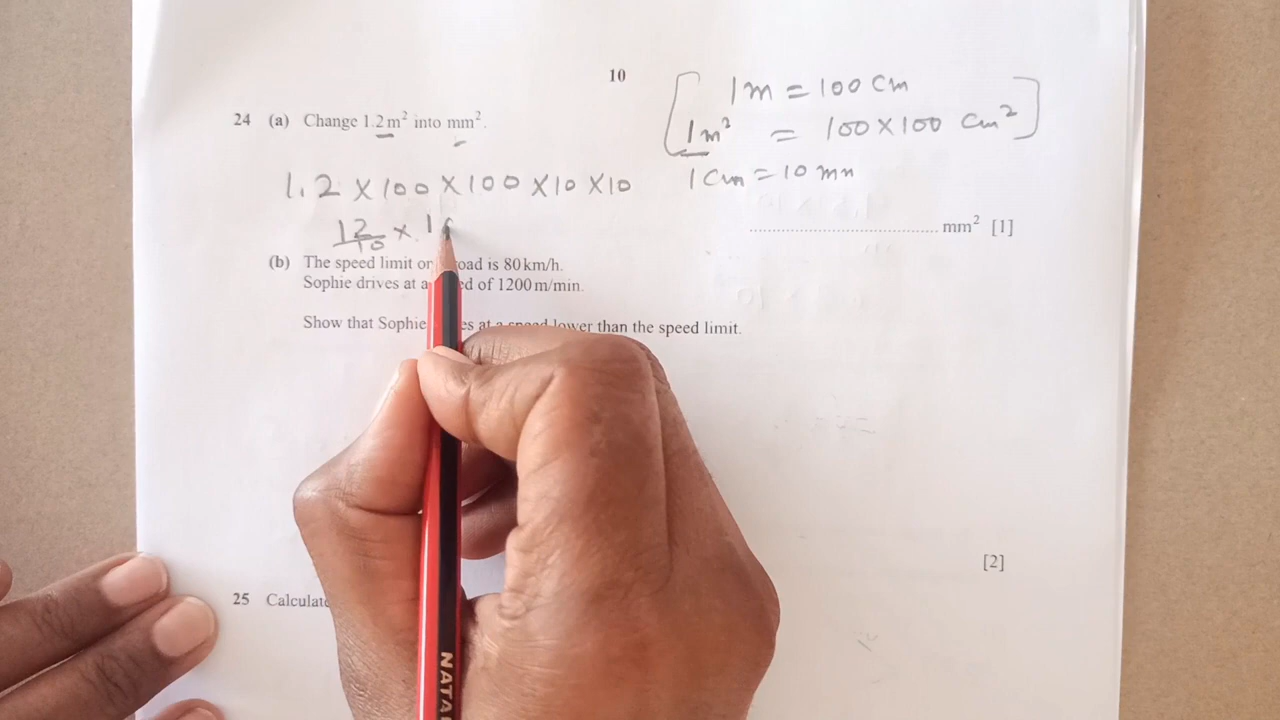 10
1m = 100 cm
24 (a) Change 1.2 m² into mm².
1m² = 100 × 100 cm²
1.2 × 100 × 100 × 10 × 10
1 cm = 10 mm
12/10 × 1
mm² [1]
(b) The speed limit on road is 80 km/h.
Sophie drives at a of 1200 m/min.
Show that Sophie at a speed lower than the speed limit.
[2]
25 Calculate
NATA